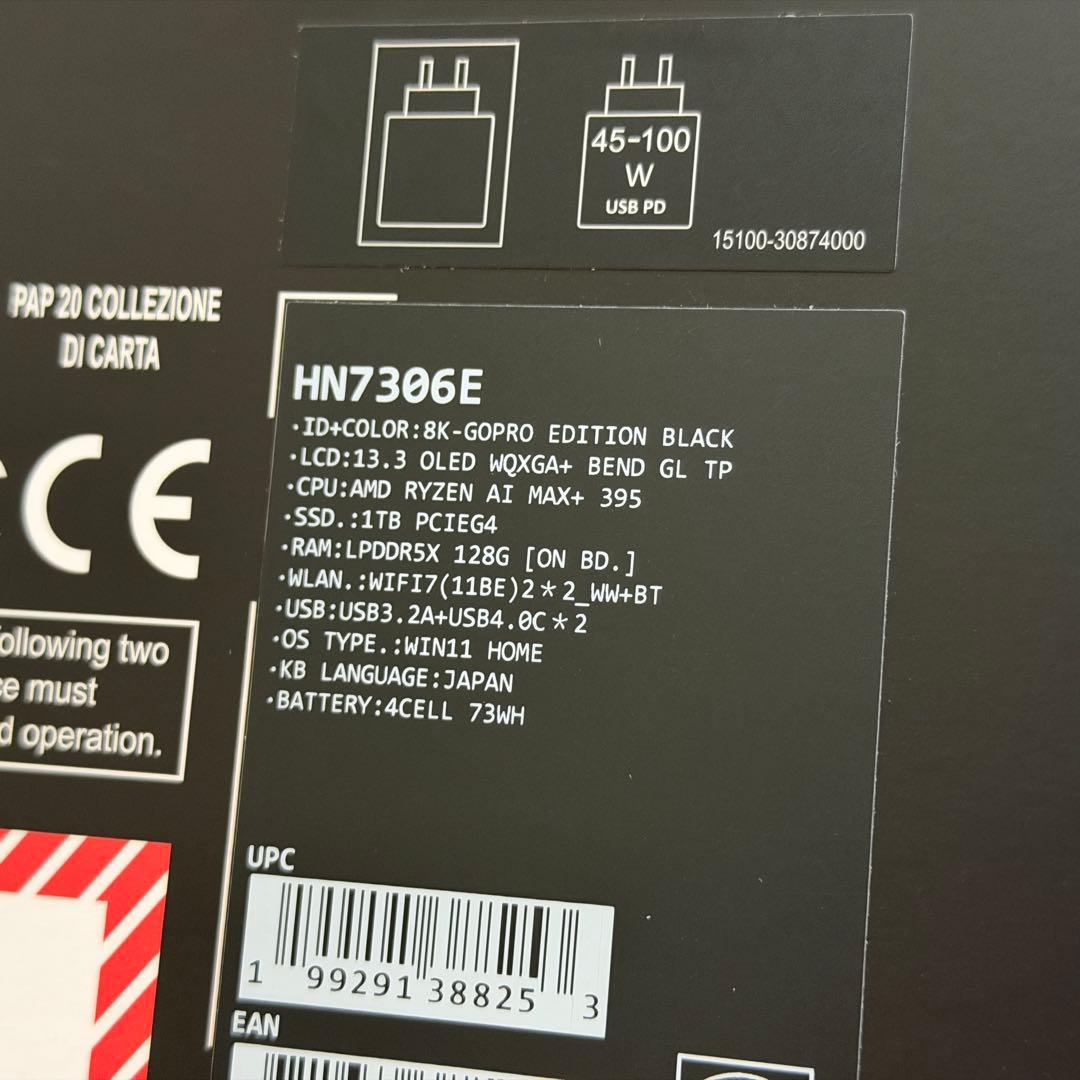 45-100
W
USB PD
15100-30874000
PAP 20 COLLEZIONE
DI CARTA
CE
HN7306E
·ID+COLOR:8K-GOPRO EDITION BLACK
·LCD:13.3 OLED WQXGA+ BEND GL TP
·CPU:AMD RYZEN AI MAX+ 395
·SSD.:1TB PCIEG4
·RAM:LPDDR5X 128G [ON BD.]
·WLAN.:WIFI7(11BE)2*2_WW+BT
·USB:USB3.2A+USB4.0C*2
·OS TYPE.:WIN11 HOME
·KB LANGUAGE:JAPAN
·BATTERY:4CELL 73WH
following two
must
operation.
UPC
1 99291 38825 3
EAN